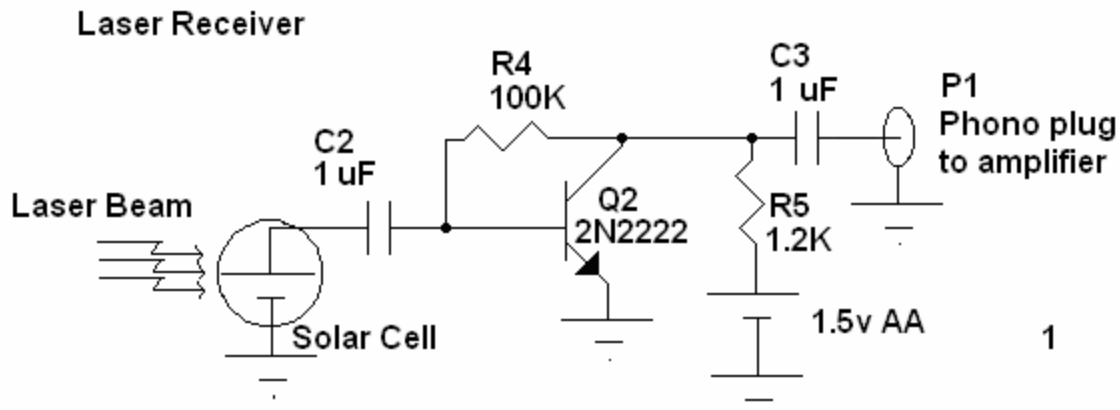 Laser Receiver
R4
100K
C3
1 uF
P1
Phono plug
to amplifier
C2
1 uF
Laser Beam
Q2
2N2222
R5
1.2K
Solar Cell
1.5v AA
1